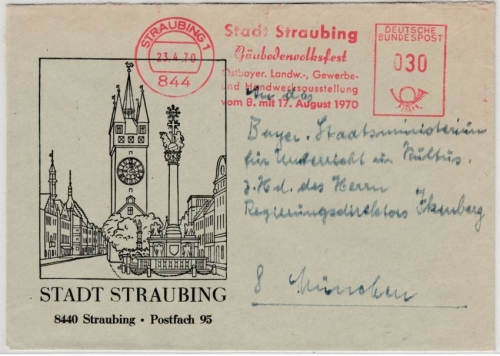 STRAUBING 1
23.4.70
844
Stadt Straubing
Gäubodenvolksfest
Ostbayer. Landw.-, Gewerbe-
und Handwerksausstellung
vom 8. mit 17. August 1970
DEUTSCHE
BUNDESPOST
030
An das
Bayer. Staatsministerium
für Unterricht u. Kultus
z. Hd. des Herrn
Regierungsdirektors
8 München
STADT STRAUBING
8440 Straubing • Postfach 95